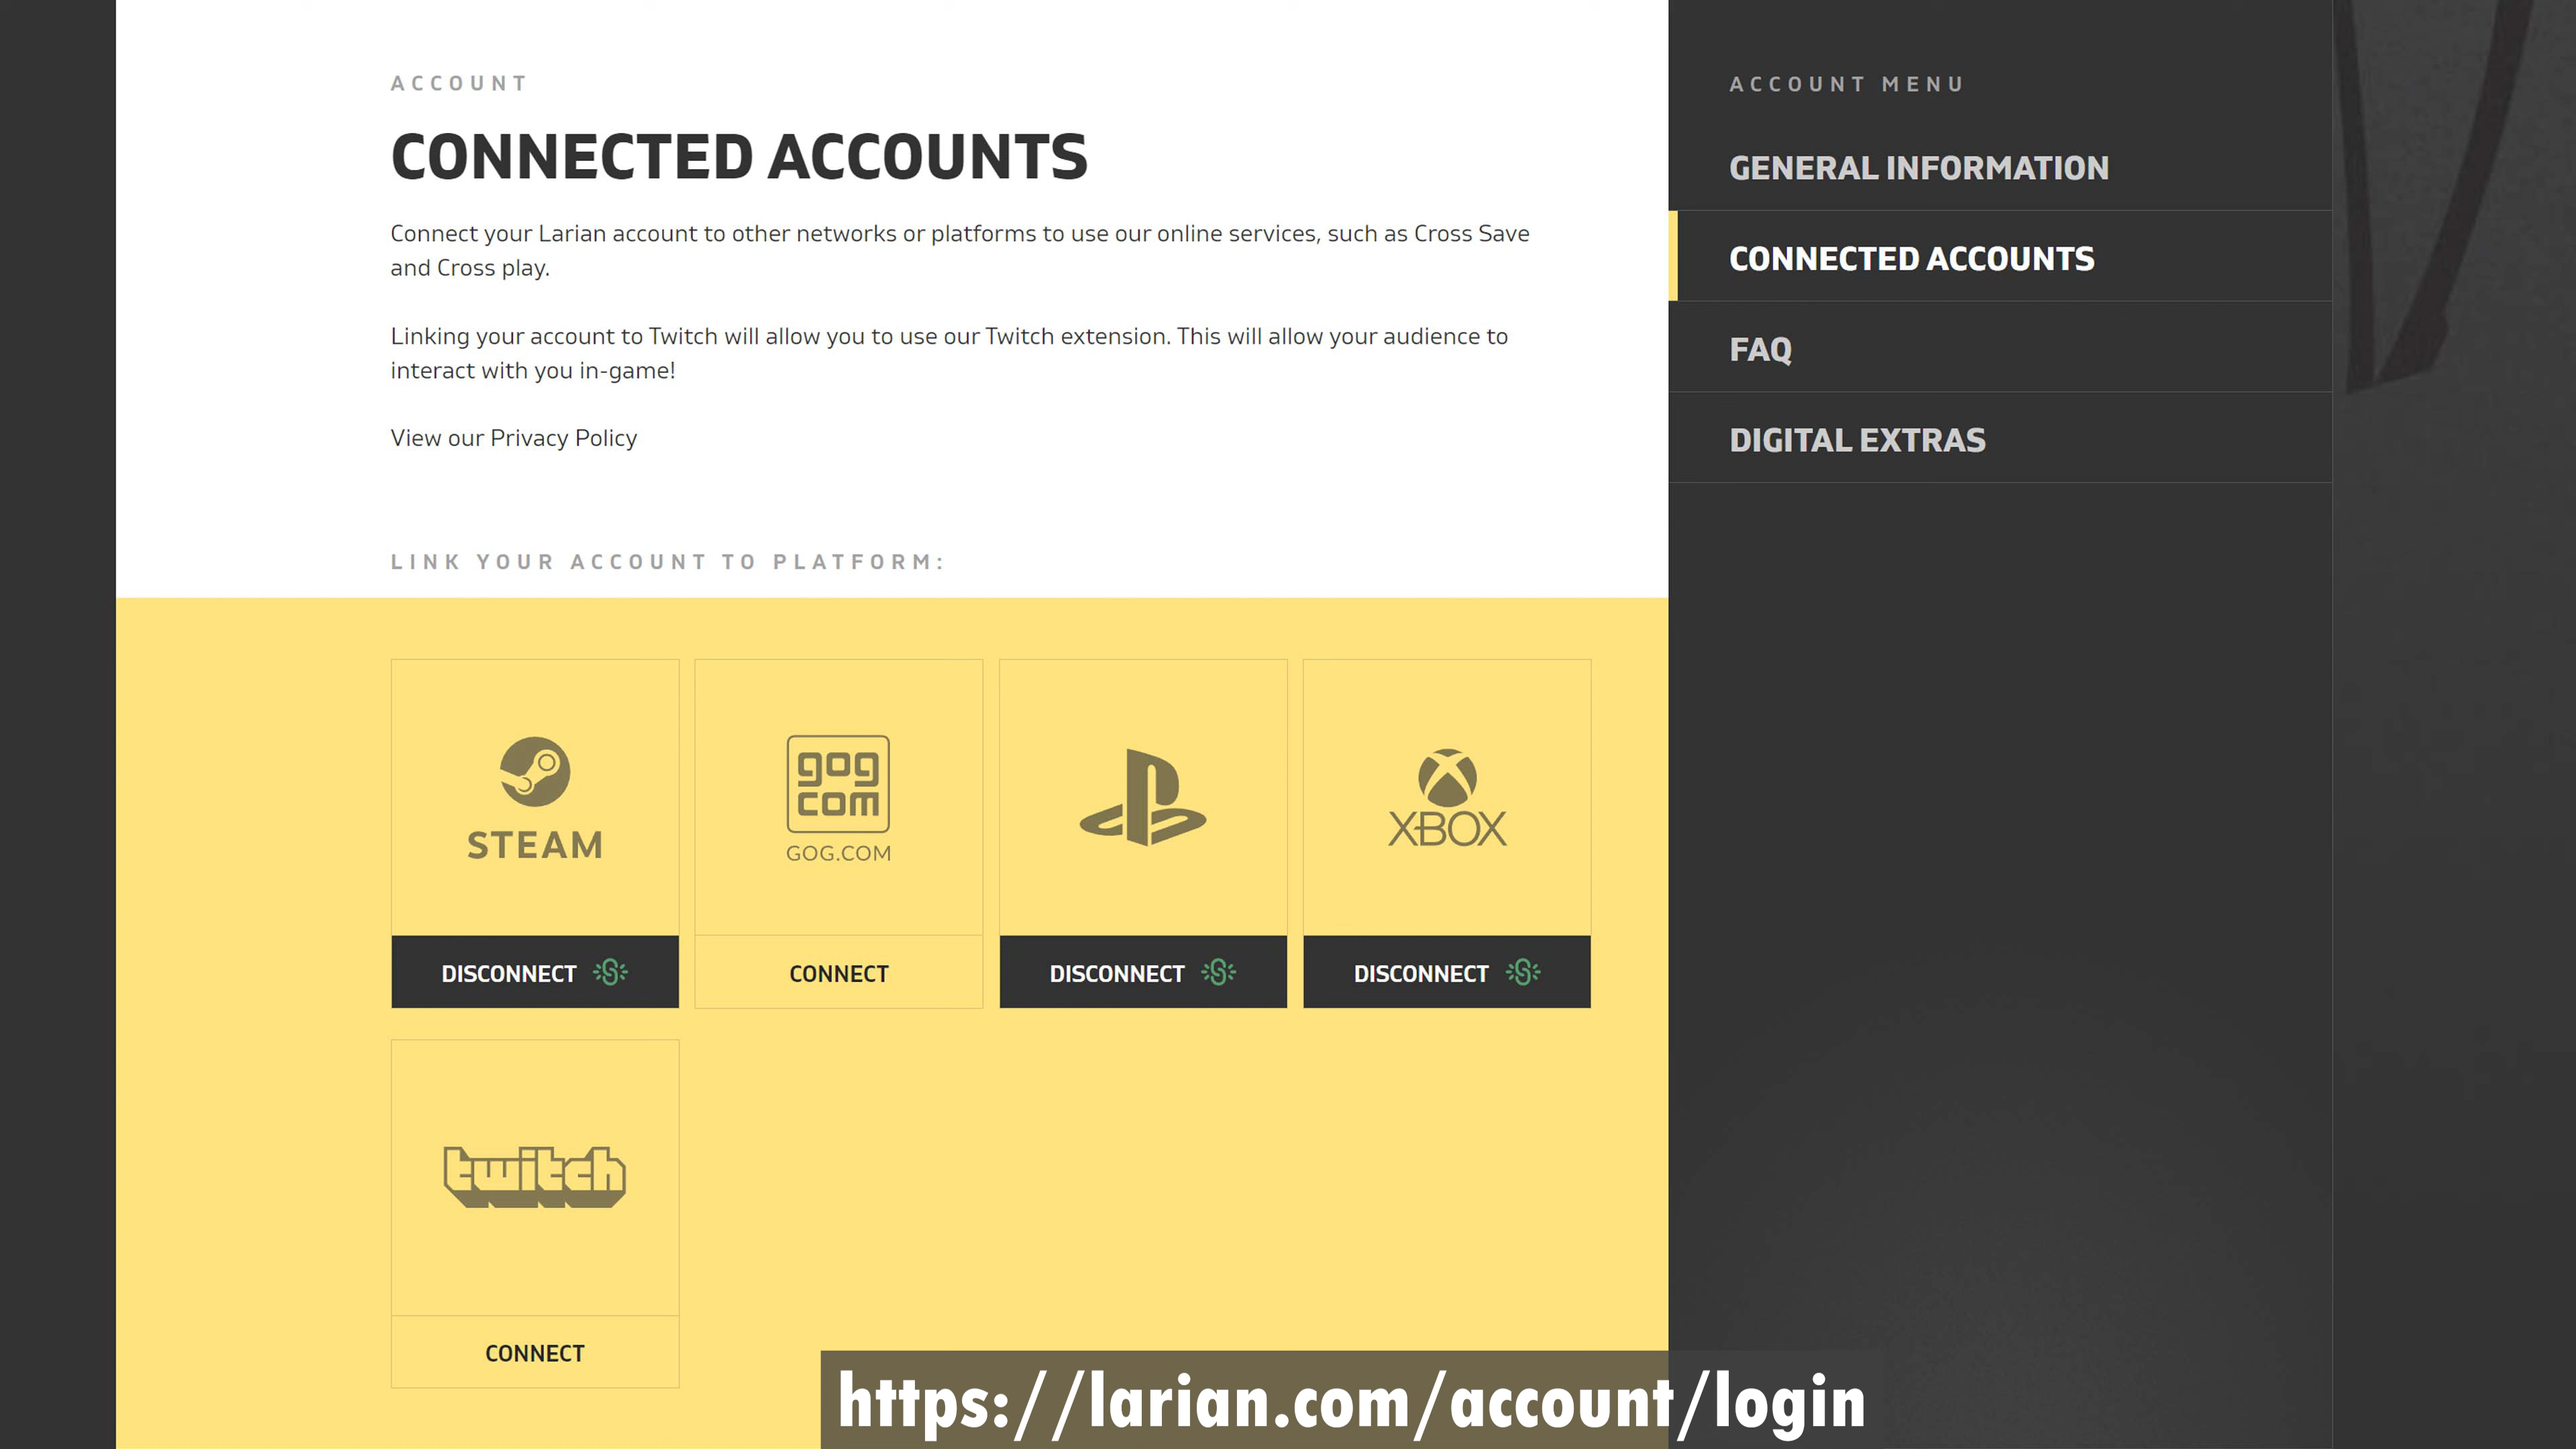 ACCOUNT
CONNECTED ACCOUNTS
Connect your Larian account to other networks or platforms to use our online services, such as Cross Save
and Cross play.
Linking your account to Twitch will allow you to use our Twitch extension. This will allow your audience to
interact with you in-game!
View our Privacy Policy
LINK YOUR ACCOUNT TO PLATFORM:
STEAM
DISCONNECT
gog
com
GOG.COM
CONNECT
DISCONNECT
XBOX
DISCONNECT
twitch
CONNECT
ACCOUNT MENU
GENERAL INFORMATION
CONNECTED ACCOUNTS
FAQ
DIGITAL EXTRAS
https://larian.com/account/login